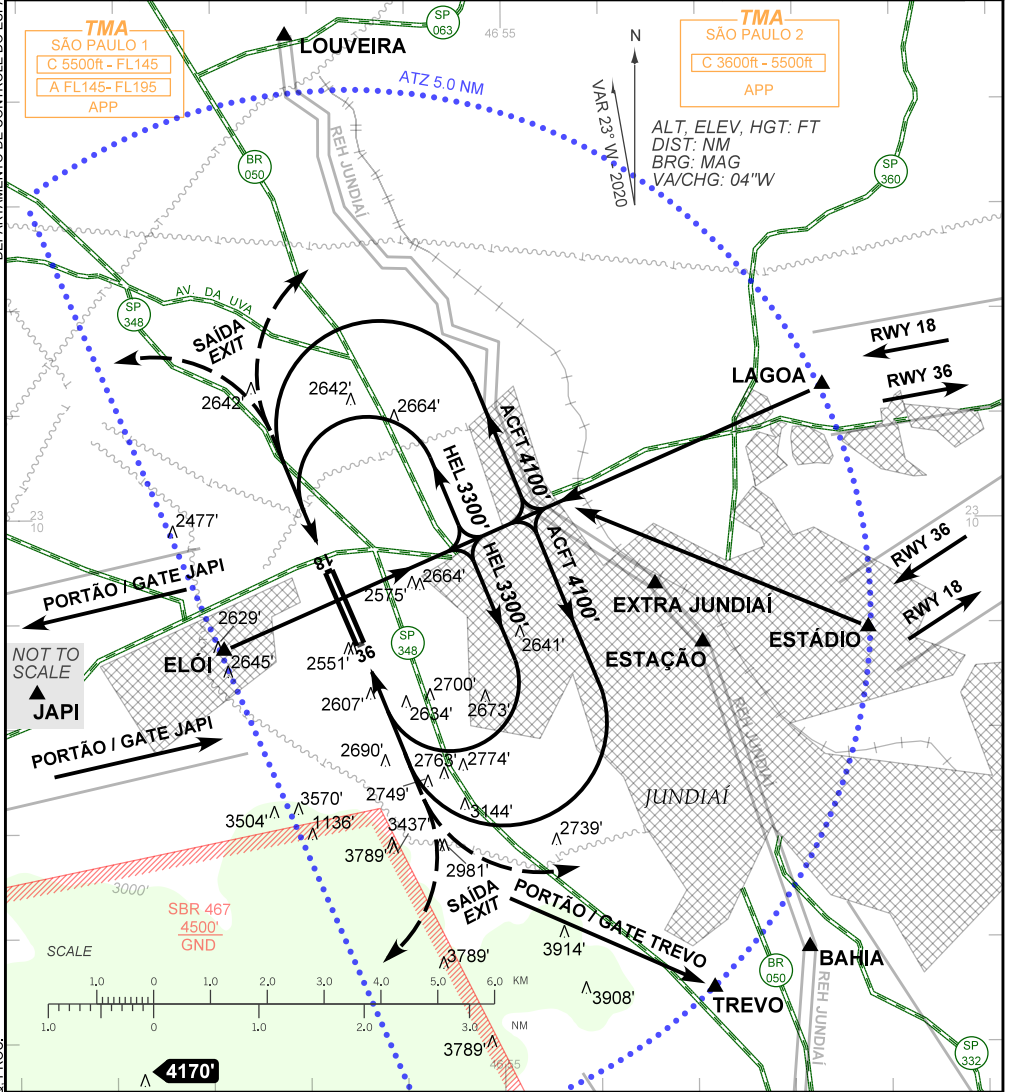 TMA
SÃO PAULO 1
C 5500ft - FL145
A FL145- FL195
APP
LOUVEIRA
SP
063
46 55
ATZ 5.0 NM
N
VAR 23° W, 2020
TMA
SÃO PAULO 2
C 3600ft - 5500ft
APP
ALT, ELEV, HGT: FT
DIST: NM
BRG: MAG
VA/CHG: 04"W
BR
050
REH JUNDIAÍ
SP
360
SP
348
AV. DA UVA
SAÍDA
EXIT
RWY 18
RWY 36
LAGOA
2642'
2642'
2664'
ACFT 4100'
HEL 3300'
2477'
23
10
HEL 3300'
ACFT 4100'
RWY 36
RWY 18
PORTÃO / GATE JAPI
18
2575'
2664'
EXTRA JUNDIAÍ
2629'
ELÓI
2645'
36
2551'
SP
348
2641'
ESTAÇÃO
ESTÁDIO
NOT TO
SCALE
JAPI
2607'
2700'
2634'
2673'
PORTÃO / GATE JAPI
2690'
2763'
2774'
2749'
REH JUNDIAÍ
JUNDIAÍ
3504'
3570'
1136'
3437'
3144'
3789'
2739'
2981'
3000'
SBR 467
4500'
GND
SAÍDA
EXIT
PORTÃO / GATE TREVO
3914'
SCALE
3789'
BAHIA
BR
050
1.0 0 1.0 2.0 3.0 4.0 5.0 6.0 KM
3908'
TREVO
REH JUNDIAÍ
1.0 0 1.0 2.0 3.0 NM
3789'
46 55
SP
332
4170'
23
10